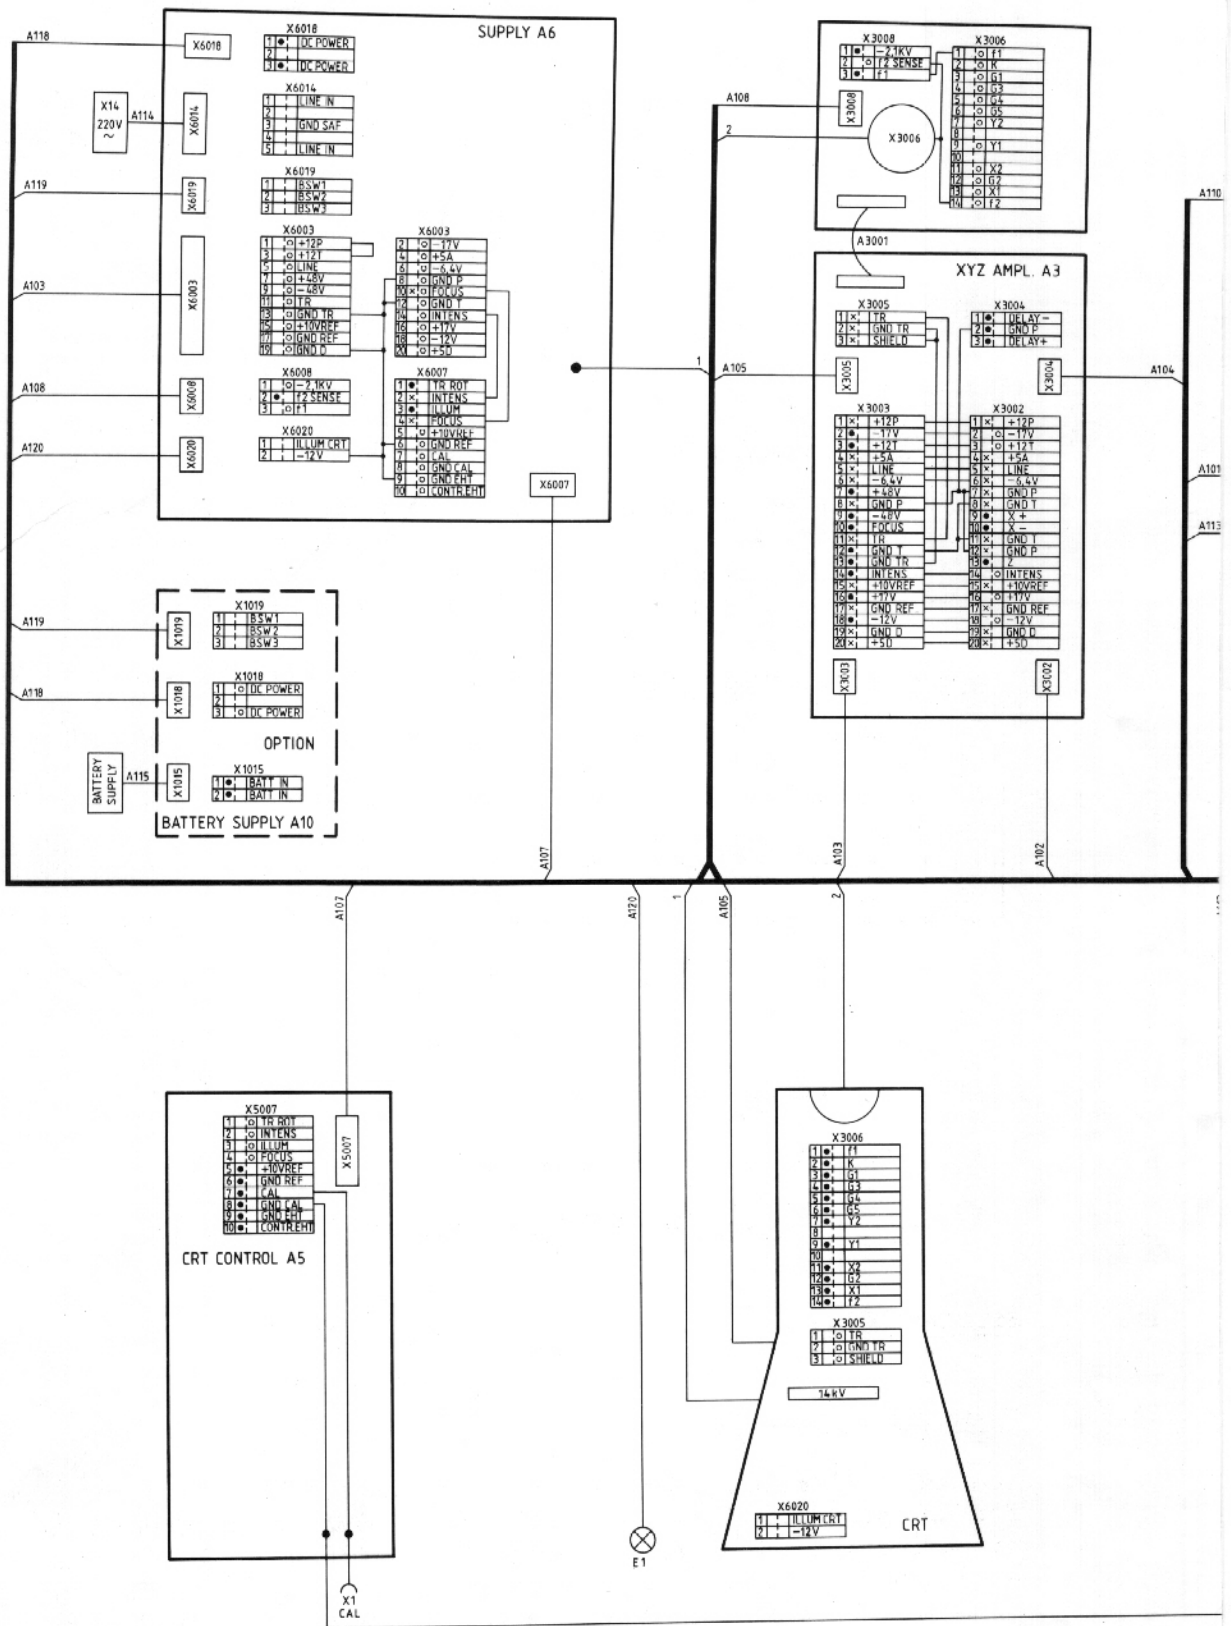 SUPPLY A6
A118
X6018
X6018
1 DC POWER
2
3 DC POWER
X14
220V
~
A114
X6014
X6014
1 LINE IN
2
3 GND SAF
4
5 LINE IN
A119
X6019
X6019
1 BSW1
2 BSW2
3 BSW3
A103
X6003
X6003
1 +12P
3 +12T
5 LINE
7 +48V
9 -48V
11 TR
13 GND TR
15 +10VREF
17 GND REF
19 GND D
X6003
2 -17V
4 +5A
6 -6,4V
8 GND P
10 FOCUS
12 GND T
14 INTENS
16 +17V
18 -12V
20 +5D
A108
X6008
X6008
1 -2,1KV
2 f2 SENSE
3 f1
A120
X6020
X6020
1 ILLUM CRT
2 -12V
X6007
1 TR ROT
2 INTENS
3 ILLUM
4 FOCUS
5 +10VREF
6 GND REF
7 CAL
8 GND CAL
9 GND EHT
10 CONTR.EHT
X6007
1
A119
X1019
X1019
1 BSW1
2 BSW2
3 BSW3
A118
X1018
X1018
1 DC POWER
2
3 DC POWER
OPTION
BATTERY
SUPPLY
A115
X1015
X1015
1 BATT IN
2 BATT IN
BATTERY SUPPLY A10
A108
2
X3008
1 -2,1KV
2 f2 SENSE
3 f1
X3008
X3006
X3006
1 f1
2 K
3 G1
4 G3
5 G4
6 G5
7 Y2
8
9 Y1
10
11 X2
12 G2
13 X1
14 f2
A3001
XYZ AMPL. A3
X3005
1 TR
2 GND TR
3 SHIELD
X3004
1 DELAY-
2 GND P
3 DELAY+
A105
X3005
X3004
A104
X3003
1 +12P
2 -17V
3 +12T
4 +5A
5 LINE
6 -6,4V
7 +48V
8 GND P
9 -48V
10 FOCUS
11 TR
12 GND T
13 GND TR
14 INTENS
15 +10VREF
16 +17V
17 GND REF
18 -12V
19 GND D
20 +5D
X3002
1 +12P
2 -17V
3 +12T
4 +5A
5 LINE
6 -6,4V
7 GND P
8 GND T
9 X +
10 X -
11 GND T
12 GND P
13 Z
14 INTENS
15 +10VREF
16 +17V
17 GND REF
18 -12V
19 GND D
20 +5D
X3003
X3002
A110
A101
A113
A107
A103
A102
A107
A120
1
A105
2
X5007
1 TR ROT
2 INTENS
3 ILLUM
4 FOCUS
5 +10VREF
6 GND REF
7 CAL
8 GND CAL
9 GND EHT
10 CONTR.EHT
X5007
CRT CONTROL A5
X1
CAL
E1
X3006
1 f1
2 K
3 G1
4 G3
5 G4
6 G5
7 Y2
8
9 Y1
10
11 X2
12 G2
13 X1
14 f2
X3005
1 TR
2 GND TR
3 SHIELD
14kV
X6020
1 ILLUM CRT
2 -12V
CRT